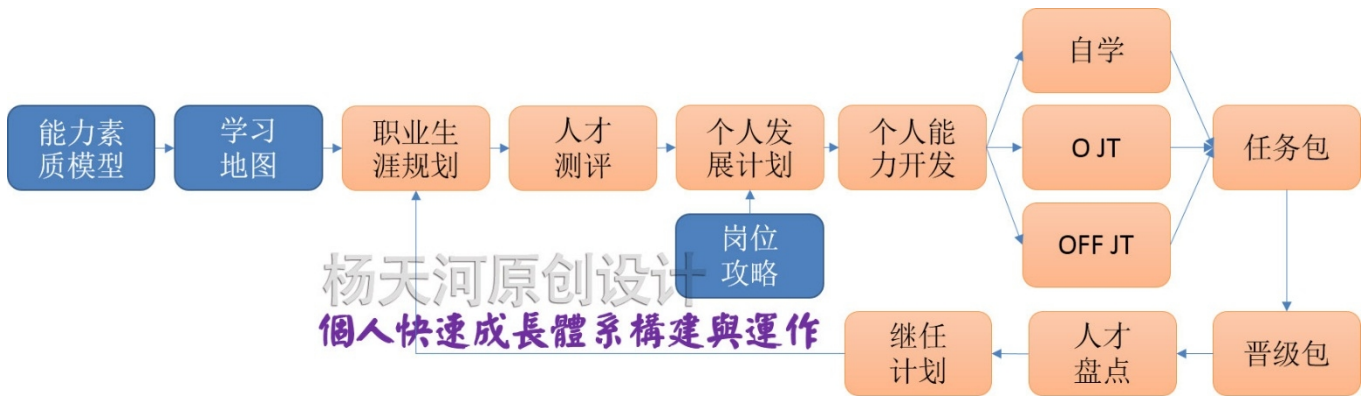 能力素
质模型
学习
地图
职业生
涯规划
人才
测评
个人发
展计划
个人能
力开发
自学
O JT
OFF JT
任务包
岗位
攻略
杨天河原创设计
個人快速成長體系構建與運作
继任
计划
人才
盘点
晋级包